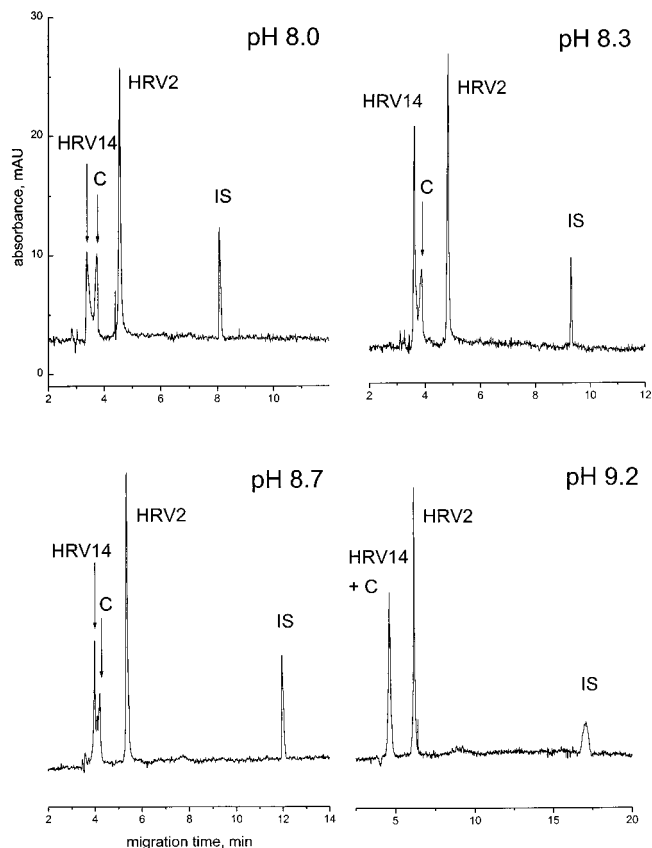 pH 8.0
30
20
10
0
absorbance, mAU
HRV14
C
HRV2
IS
2 4 6 8 10
pH 8.3
HRV14
C
HRV2
IS
2 4 6 8 10 12
pH 8.7
HRV14
C
HRV2
IS
2 4 6 8 10 12 14
migration time, min
pH 9.2
HRV14
+ C
HRV2
IS
5 10 15 20